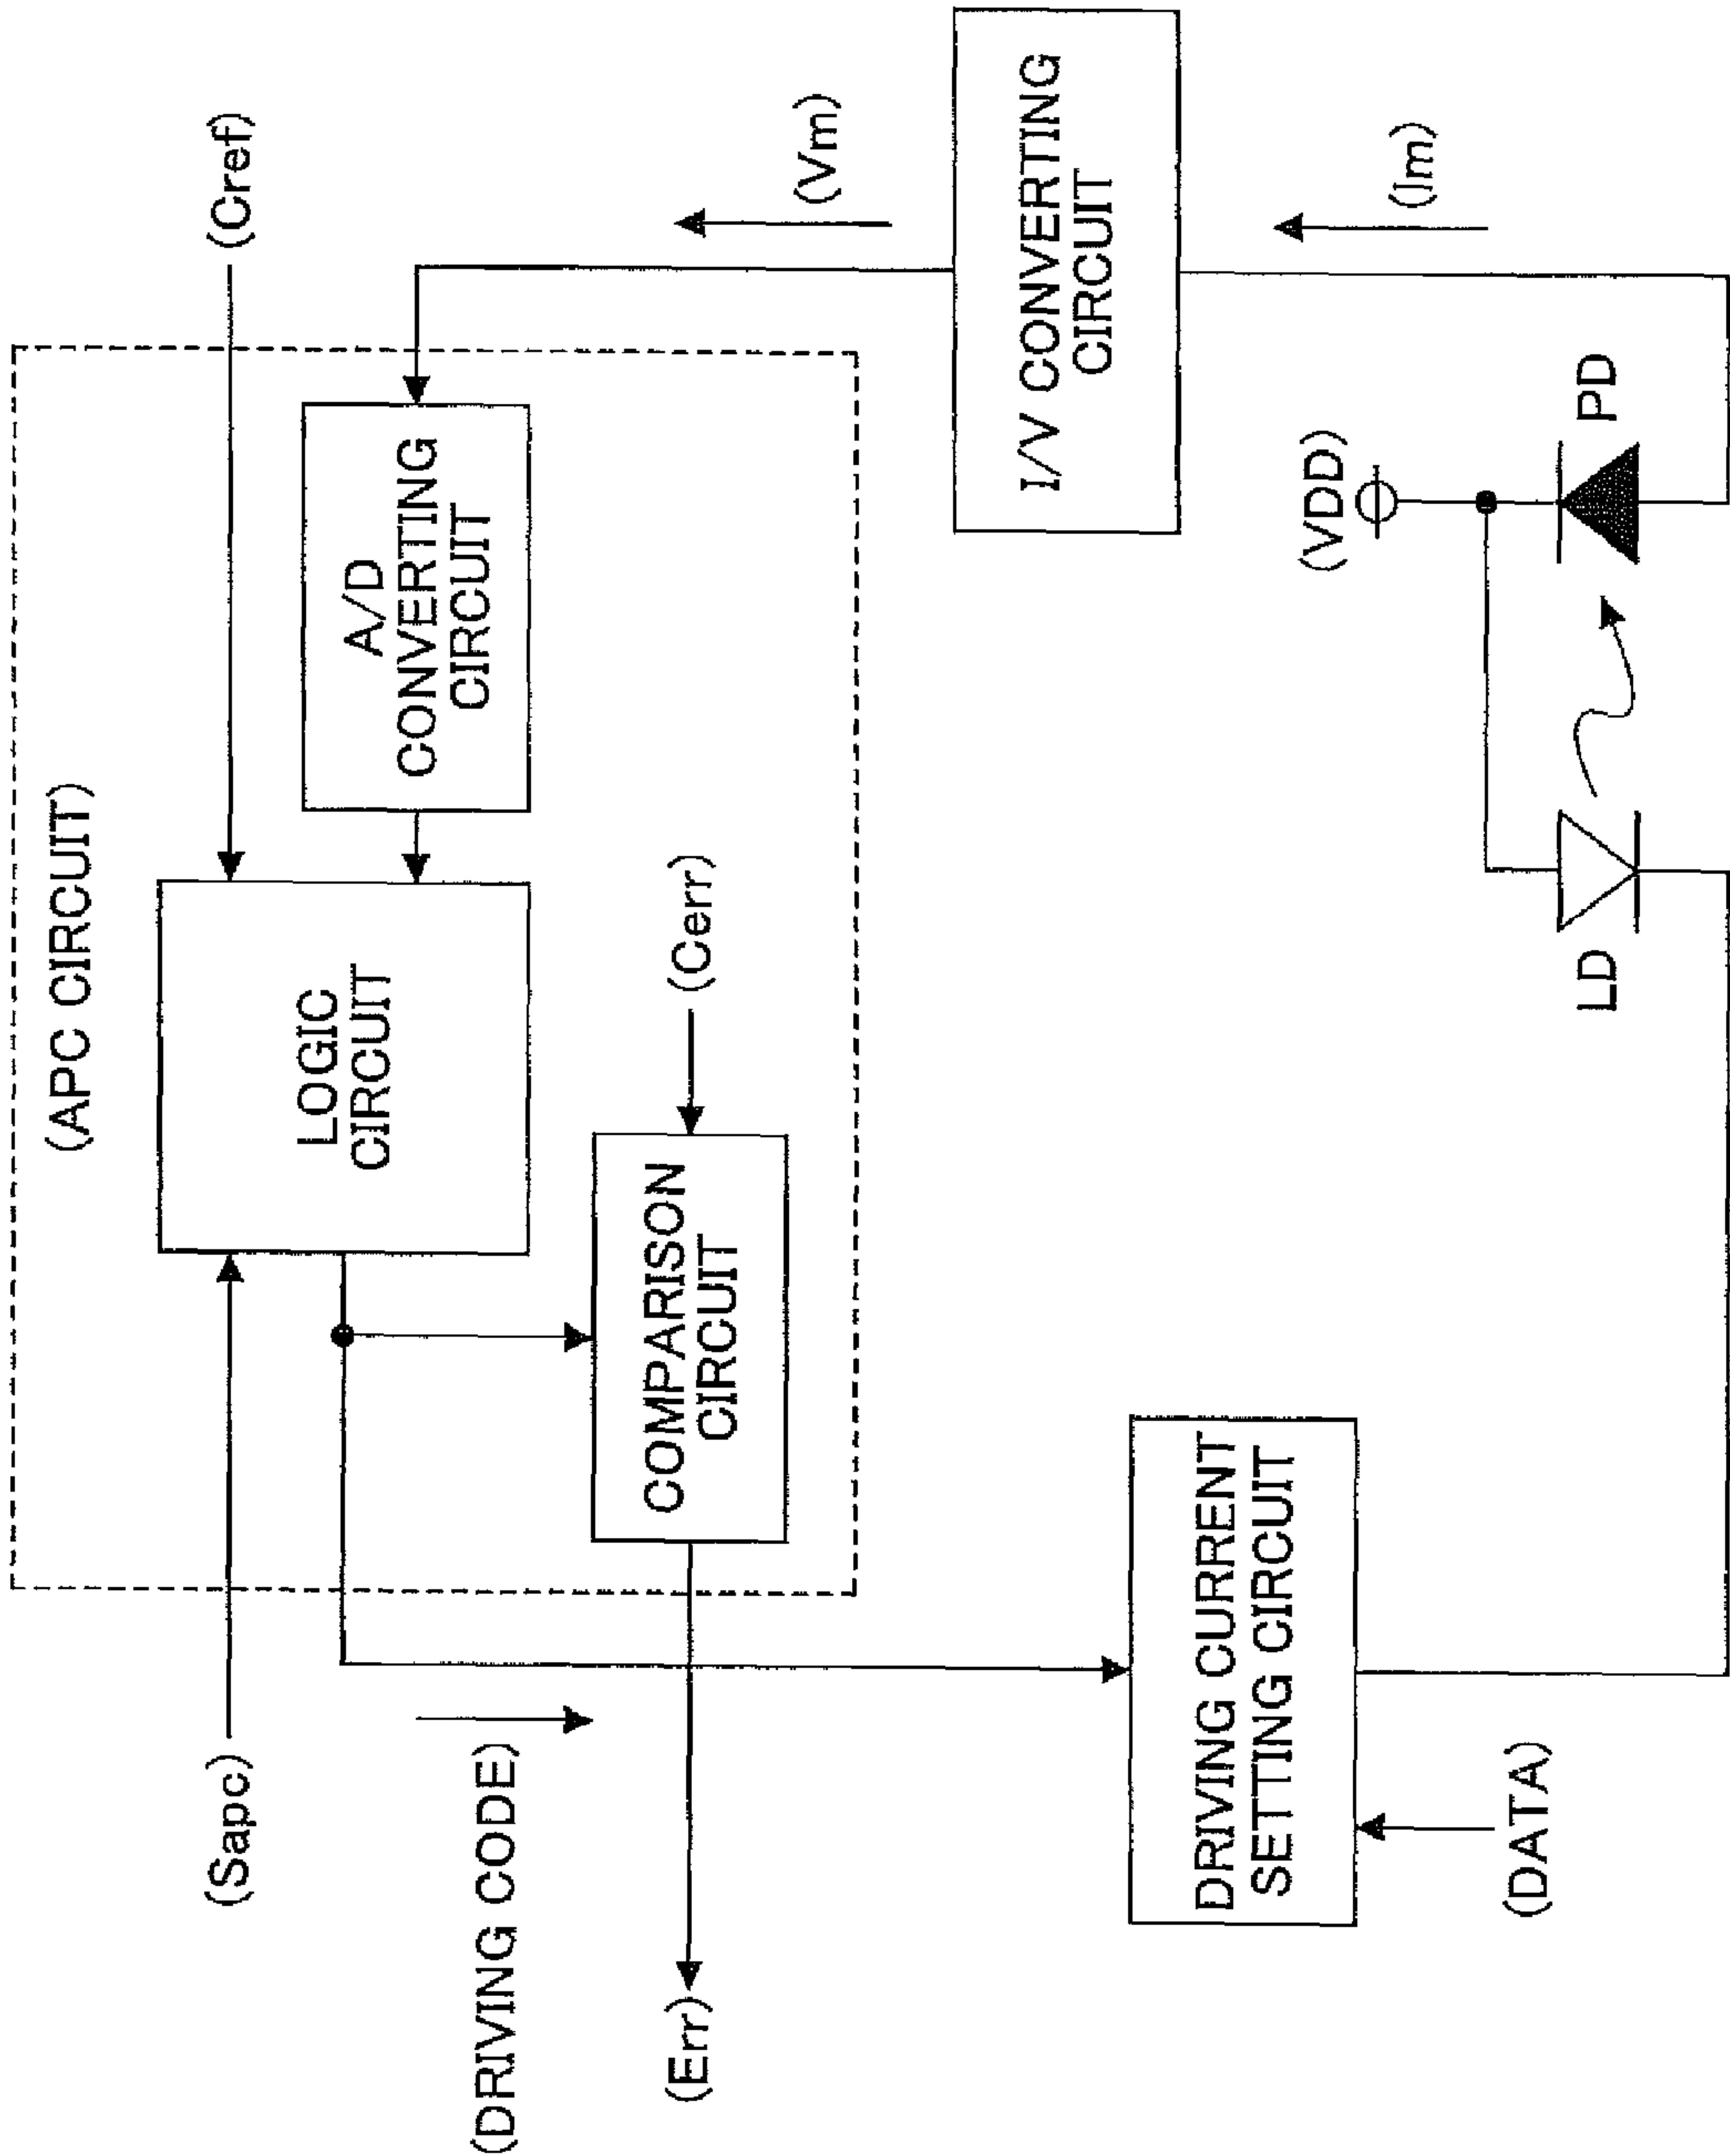 (APC CIRCUIT)
(Sapc)
(Cref)
LOGIC
CIRCUIT
A/D
CONVERTING
CIRCUIT
(DRIVING CODE)
COMPARISON
CIRCUIT
(Cerr)
(Err)
(Vm)
DRIVING CURRENT
SETTING CIRCUIT
I/V CONVERTING
CIRCUIT
(DATA)
(VDD)
(Im)
LD
PD